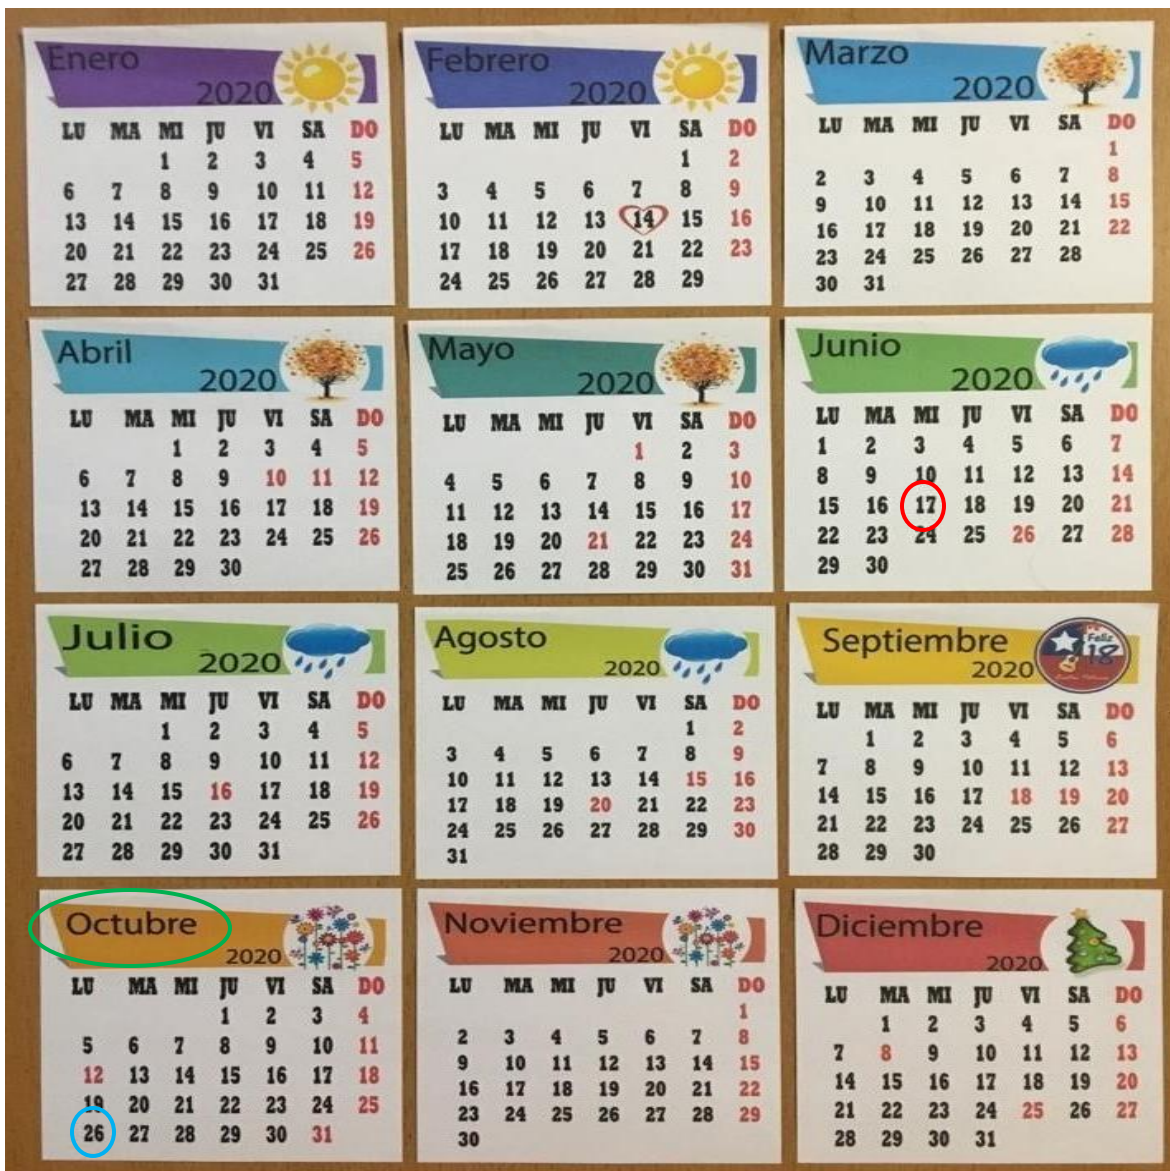 Enero
2020
LU MA MI JU VI SA DO
1 2 3 4 5
6 7 8 9 10 11 12
13 14 15 16 17 18 19
20 21 22 23 24 25 26
27 28 29 30 31
Febrero
2020
LU MA MI JU VI SA DO
1 2
3 4 5 6 7 8 9
10 11 12 13 14 15 16
17 18 19 20 21 22 23
24 25 26 27 28 29
Marzo
2020
LU MA MI JU VI SA DO
1
2 3 4 5 6 7 8
9 10 11 12 13 14 15
16 17 18 19 20 21 22
23 24 25 26 27 28
30 31
Abril
2020
LU MA MI JU VI SA DO
1 2 3 4 5
6 7 8 9 10 11 12
13 14 15 16 17 18 19
20 21 22 23 24 25 26
27 28 29 30
Mayo
2020
LU MA MI JU VI SA DO
1 2 3
4 5 6 7 8 9 10
11 12 13 14 15 16 17
18 19 20 21 22 23 24
25 26 27 28 29 30 31
Junio
2020
LU MA MI JU VI SA DO
1 2 3 4 5 6 7
8 9 10 11 12 13 14
15 16 17 18 19 20 21
22 23 24 25 26 27 28
29 30
Julio
2020
LU MA MI JU VI SA DO
1 2 3 4 5
6 7 8 9 10 11 12
13 14 15 16 17 18 19
20 21 22 23 24 25 26
27 28 29 30 31
Agosto
2020
LU MA MI JU VI SA DO
1 2
3 4 5 6 7 8 9
10 11 12 13 14 15 16
17 18 19 20 21 22 23
24 25 26 27 28 29 30
31
Septiembre
2020
Feliz
18
LU MA MI JU VI SA DO
1 2 3 4 5 6
7 8 9 10 11 12 13
14 15 16 17 18 19 20
21 22 23 24 25 26 27
28 29 30
Octubre
2020
LU MA MI JU VI SA DO
1 2 3 4
5 6 7 8 9 10 11
12 13 14 15 16 17 18
19 20 21 22 23 24 25
26 27 28 29 30 31
Noviembre
2020
LU MA MI JU VI SA DO
1
2 3 4 5 6 7 8
9 10 11 12 13 14 15
16 17 18 19 20 21 22
23 24 25 26 27 28 29
30
Diciembre
2020
LU MA MI JU VI SA DO
1 2 3 4 5 6
7 8 9 10 11 12 13
14 15 16 17 18 19 20
21 22 23 24 25 26 27
28 29 30 31